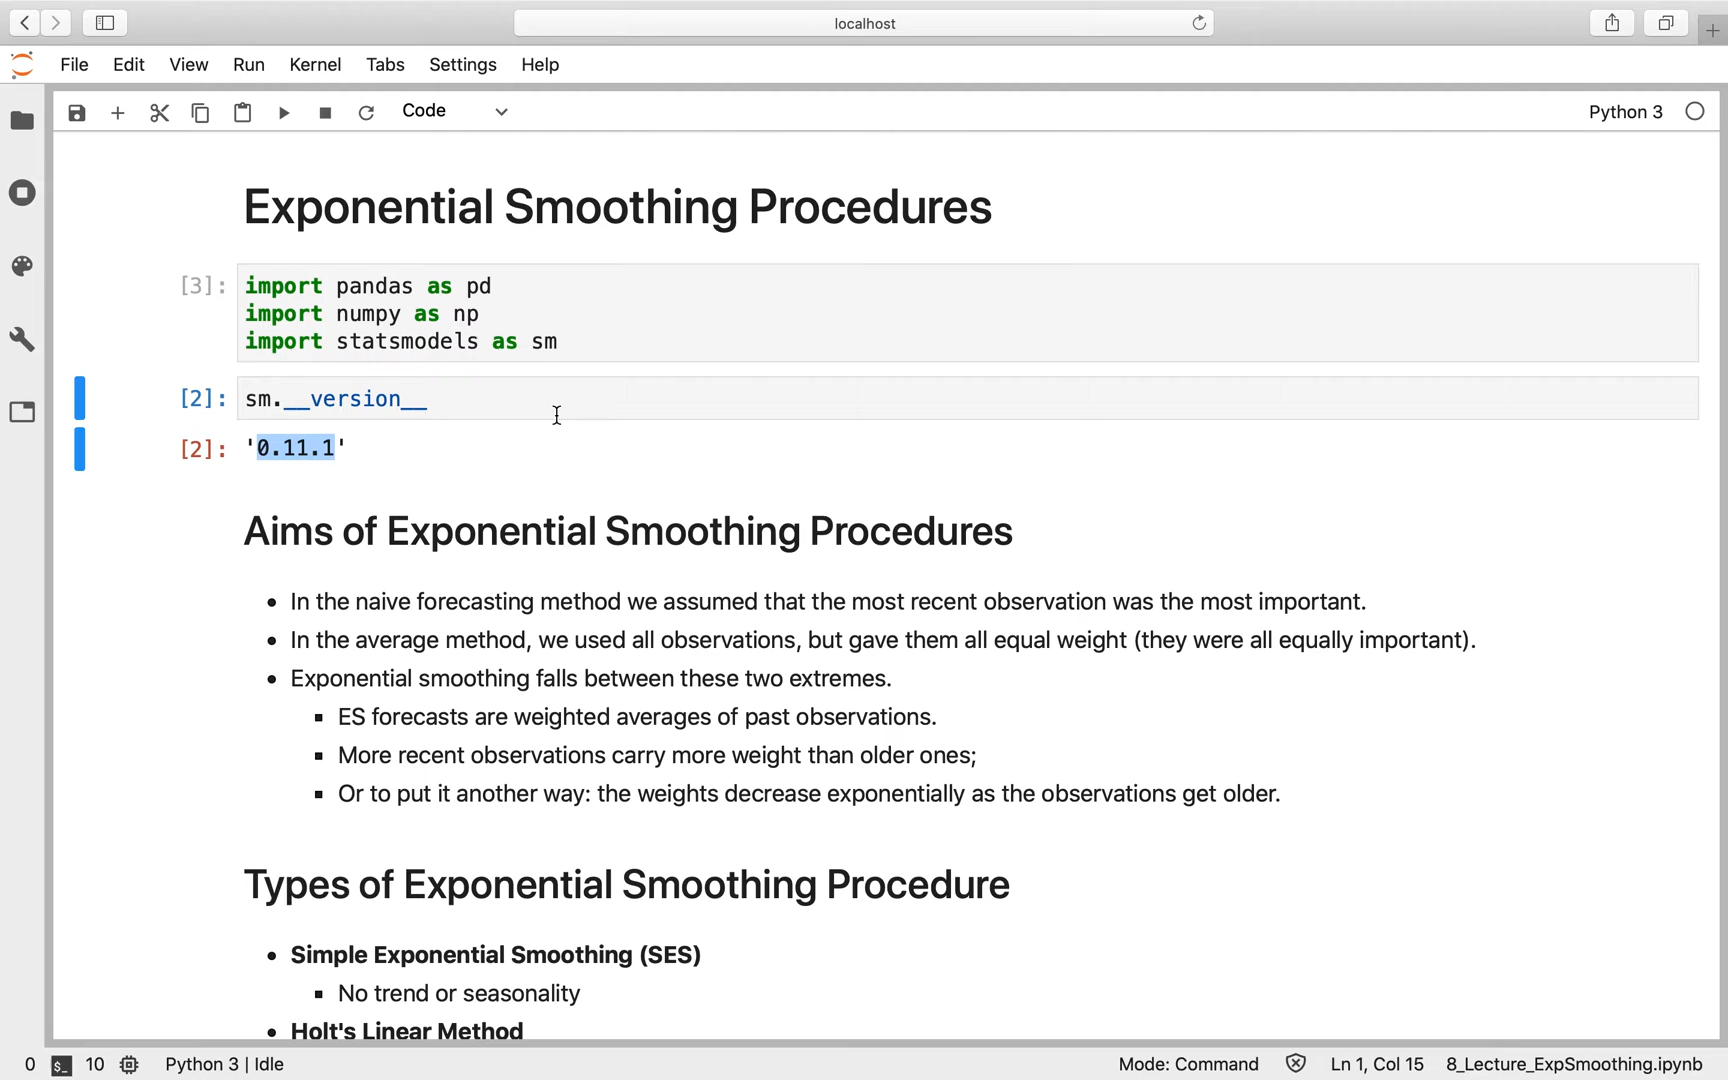 localhost
File Edit View Run Kernel Tabs Settings Help
Code
Python 3
Exponential Smoothing Procedures
[3]: import pandas as pd
import numpy as np
import statsmodels as sm
[2]: sm.__version__
[2]: '0.11.1'
Aims of Exponential Smoothing Procedures
• In the naive forecasting method we assumed that the most recent observation was the most important.
• In the average method, we used all observations, but gave them all equal weight (they were all equally important).
• Exponential smoothing falls between these two extremes.
▪ ES forecasts are weighted averages of past observations.
▪ More recent observations carry more weight than older ones;
▪ Or to put it another way: the weights decrease exponentially as the observations get older.
Types of Exponential Smoothing Procedure
• Simple Exponential Smoothing (SES)
▪ No trend or seasonality
• Holt's Linear Method
0 $_ 10 Python 3 | Idle Mode: Command Ln 1, Col 15 8_Lecture_ExpSmoothing.ipynb